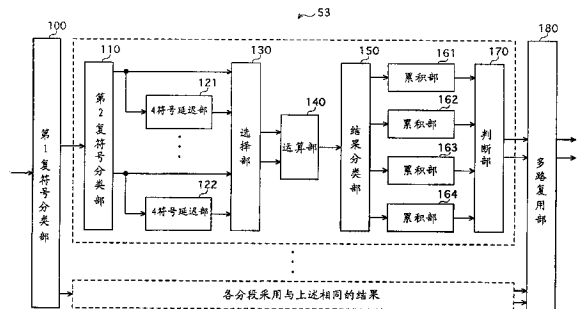 53
100
110
130
150
161
170
180
121
140
162
163
164
122
第1复符号分类部
第2复符号分类部
4符号延迟部
4符号延迟部
选择部
运算部
结果分类部
累积部
累积部
累积部
累积部
判断部
多路复用部
各分段采用与上述相同的结果